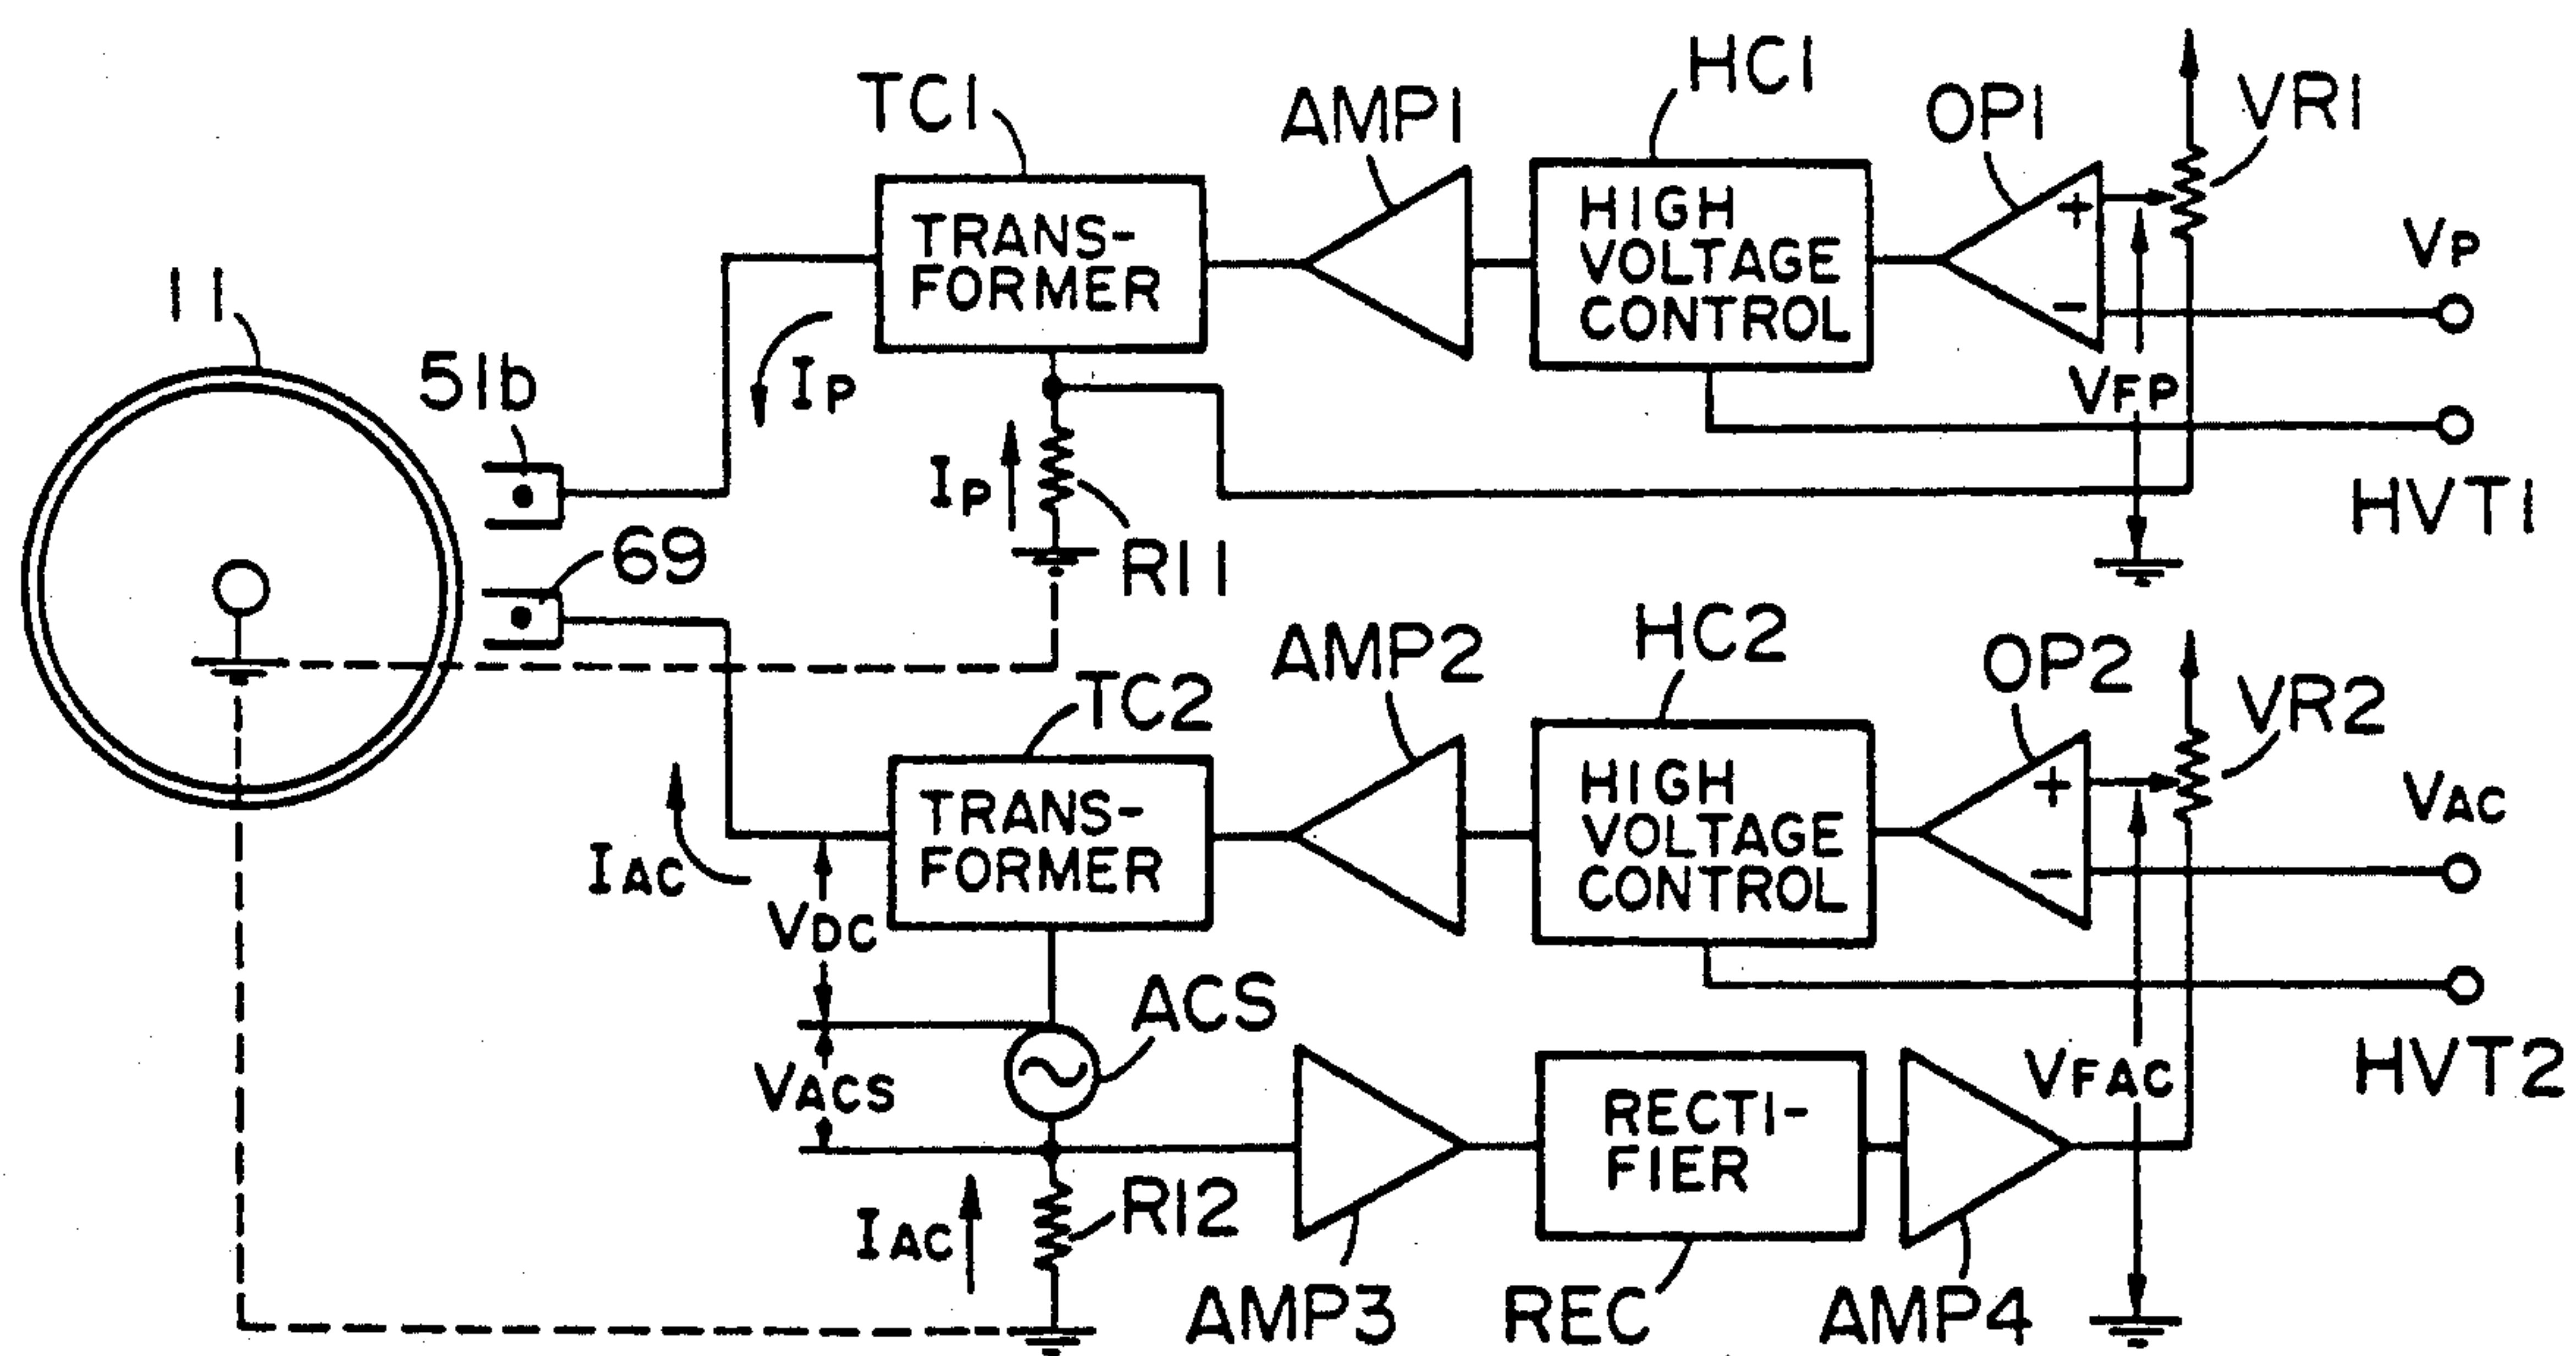 HC1
TC1
AMP1
OP1
VR1
TRANS-
FORMER
HIGH
VOLTAGE
CONTROL
+
-
VP
11
51b
IP
VFP
IP
R11
HVT1
69
AMP2
HC2
OP2
TC2
VR2
TRANS-
FORMER
HIGH
VOLTAGE
CONTROL
+
-
VAC
IAC
VDC
ACS
VACS
RECTI-
FIER
VFAC
HVT2
IAC
R12
AMP3
REC
AMP4